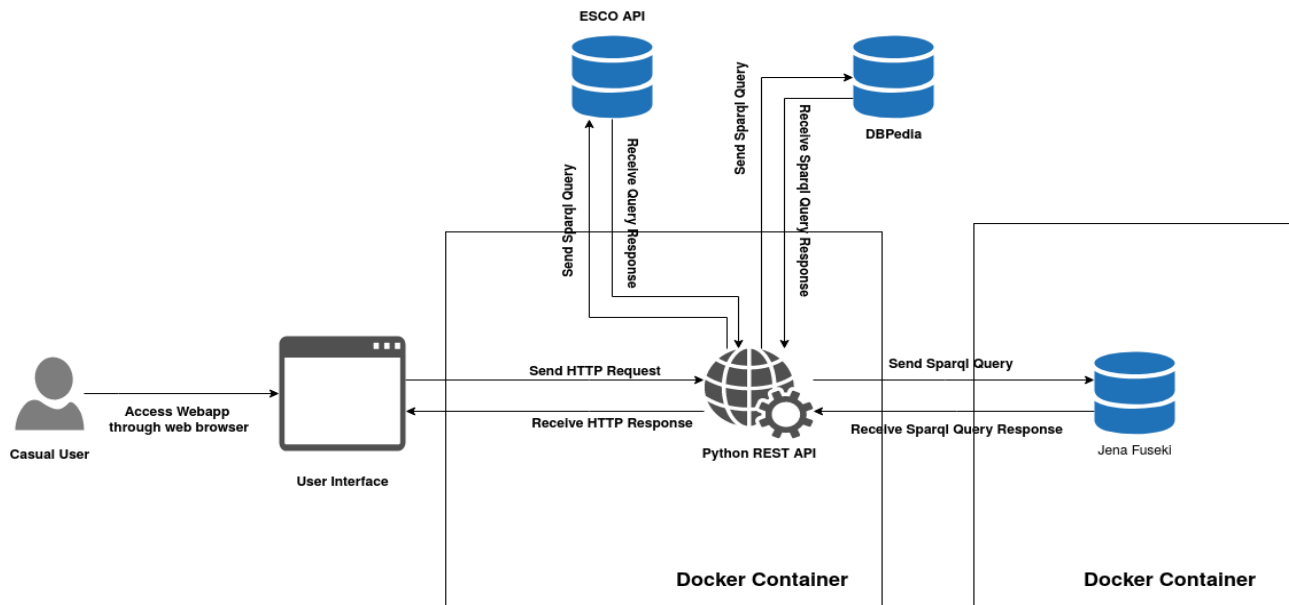 ESCO API
DBPedia
Send Sparql Query
Receive Query Response
Send Sparql Query
Receive Sparql Query Response
Casual User
Access Webapp
through web browser
User Interface
Send HTTP Request
Receive HTTP Response
Python REST API
Send Sparql Query
Receive Sparql Query Response
Jena Fuseki
Docker Container
Docker Container